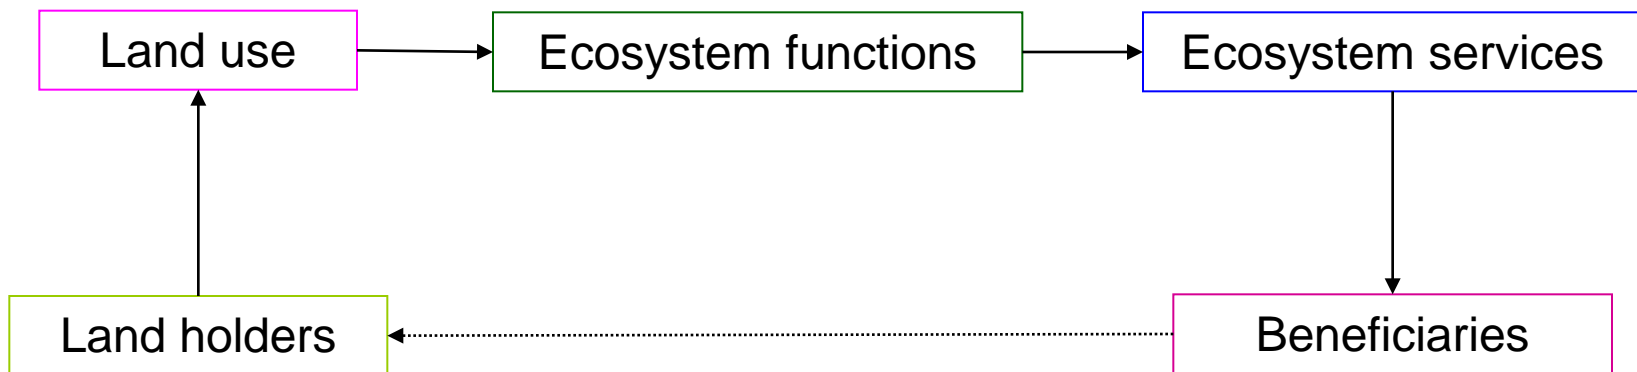 Land use
Ecosystem functions
Ecosystem services
Land holders
Beneficiaries